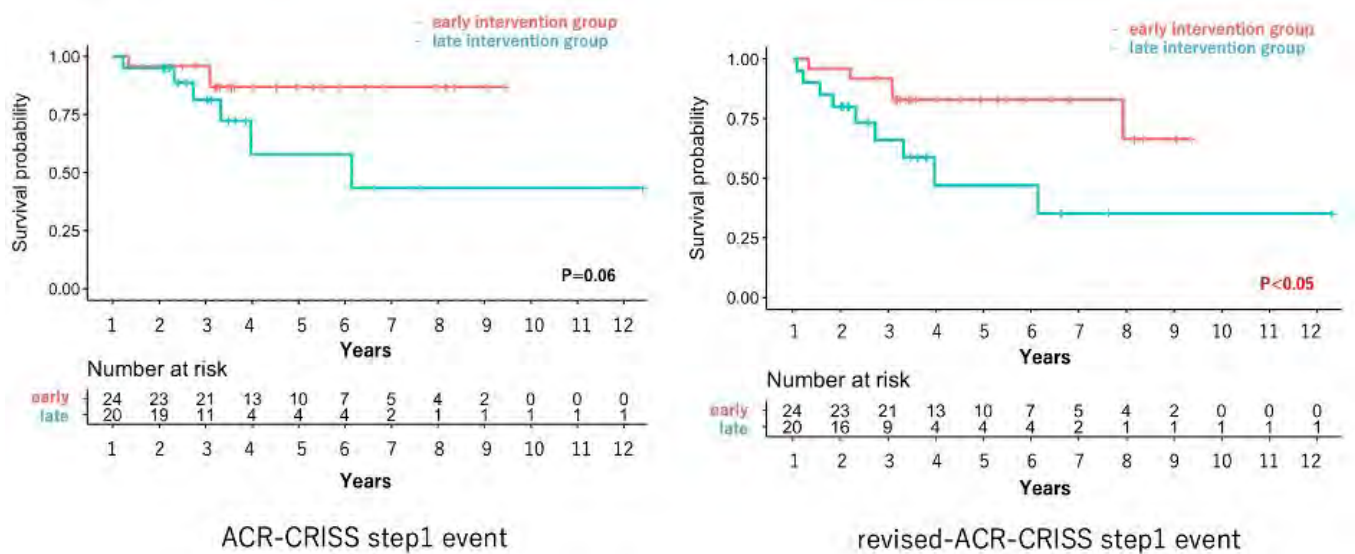 - early intervention group
- late intervention group
1.00
0.75
0.50
0.25
0.00
Survival probability
P=0.06
1 2 3 4 5 6 7 8 9 10 11 12
Years
Number at risk
early 24 23 21 13 10 7 5 4 2 0 0 0
late 20 19 11 4 4 4 2 1 1 1 1 1
1 2 3 4 5 6 7 8 9 10 11 12
Years
ACR-CRISS step1 event
- early intervention group
- late intervention group
1.00
0.75
0.50
0.25
0.00
Survival probability
P<0.05
1 2 3 4 5 6 7 8 9 10 11 12
Years
Number at risk
early 24 23 21 13 10 7 5 4 2 0 0 0
late 20 16 9 4 4 4 2 1 1 1 1 1
1 2 3 4 5 6 7 8 9 10 11 12
Years
revised-ACR-CRISS step1 event